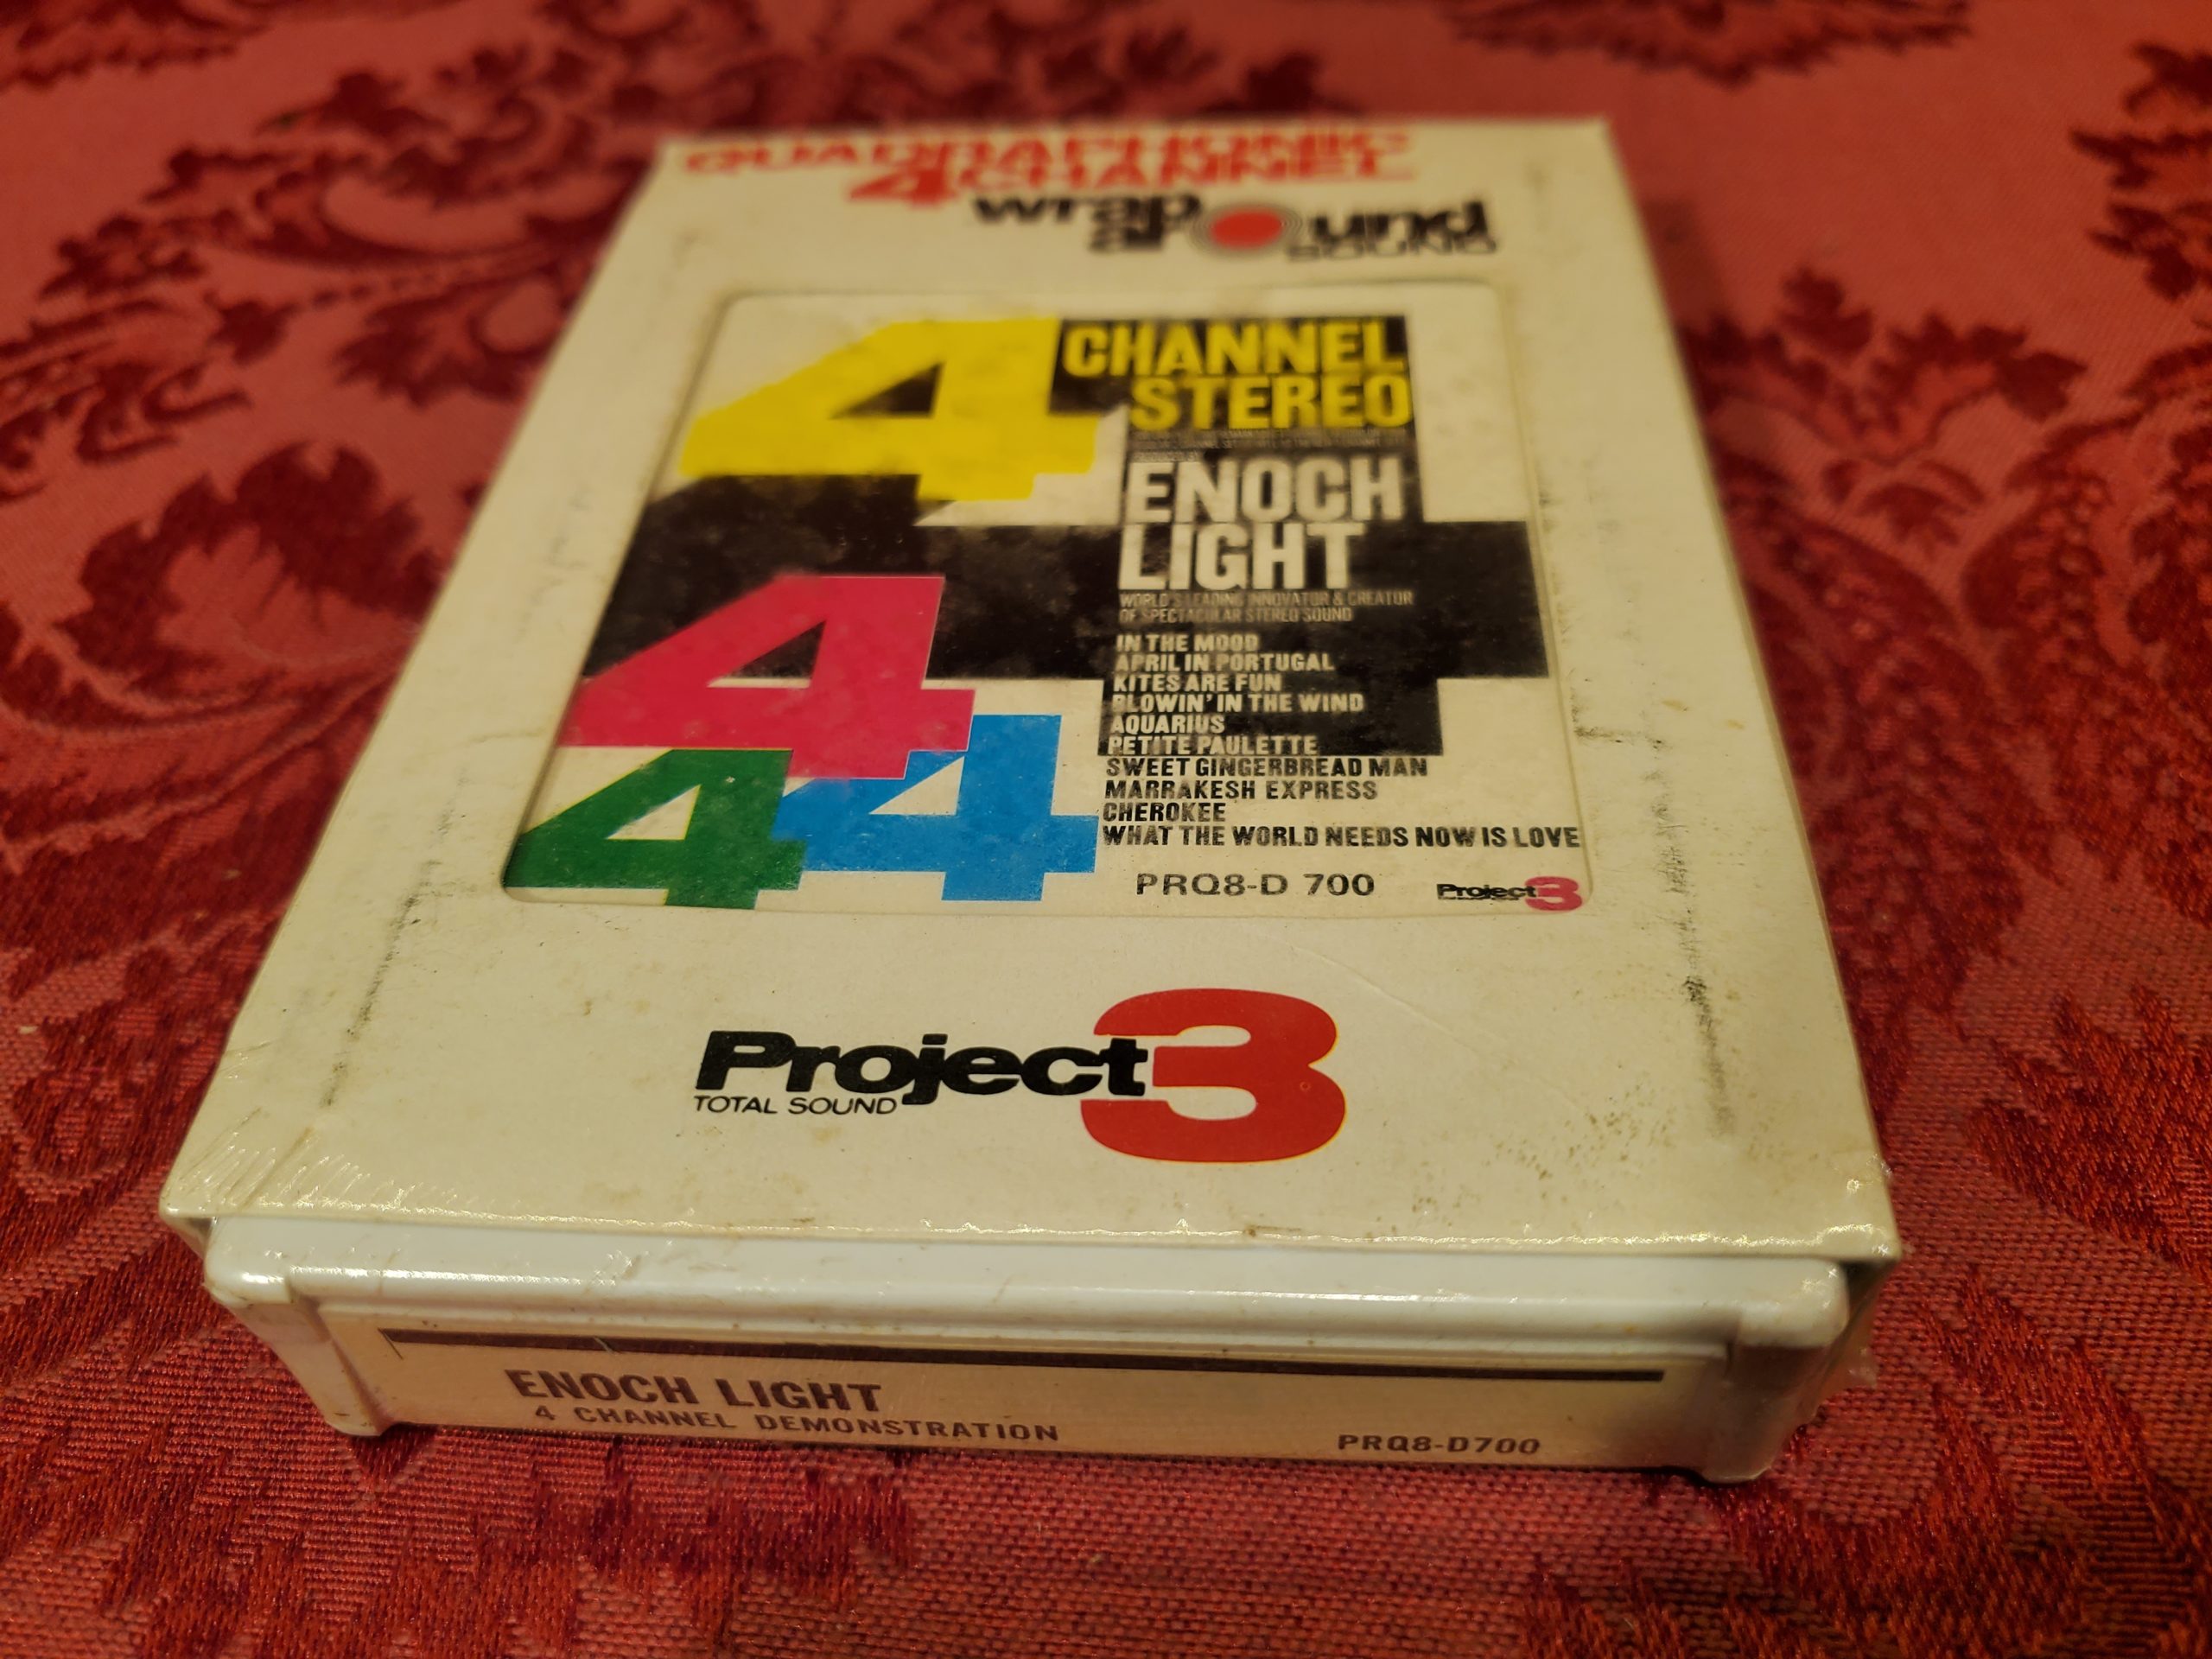 QUADRAPHONIC
4 CHANNEL
wrap
around
SOUND
4 CHANNEL
STEREO
ENOCH
LIGHT
WORLD'S LEADING INNOVATOR & CREATOR
OF SPECTACULAR STEREO SOUND
IN THE MOOD
APRIL IN PORTUGAL
KITES ARE FUN
BLOWIN' IN THE WIND
AQUARIUS
PETITE PAULETTE
SWEET GINGERBREAD MAN
MARRAKESH EXPRESS
CHEROKEE
WHAT THE WORLD NEEDS NOW IS LOVE
4
4
4
PRQ8-D 700
Project 3
Project 3
TOTAL SOUND
ENOCH LIGHT
4 CHANNEL DEMONSTRATION
PRQ8-D700